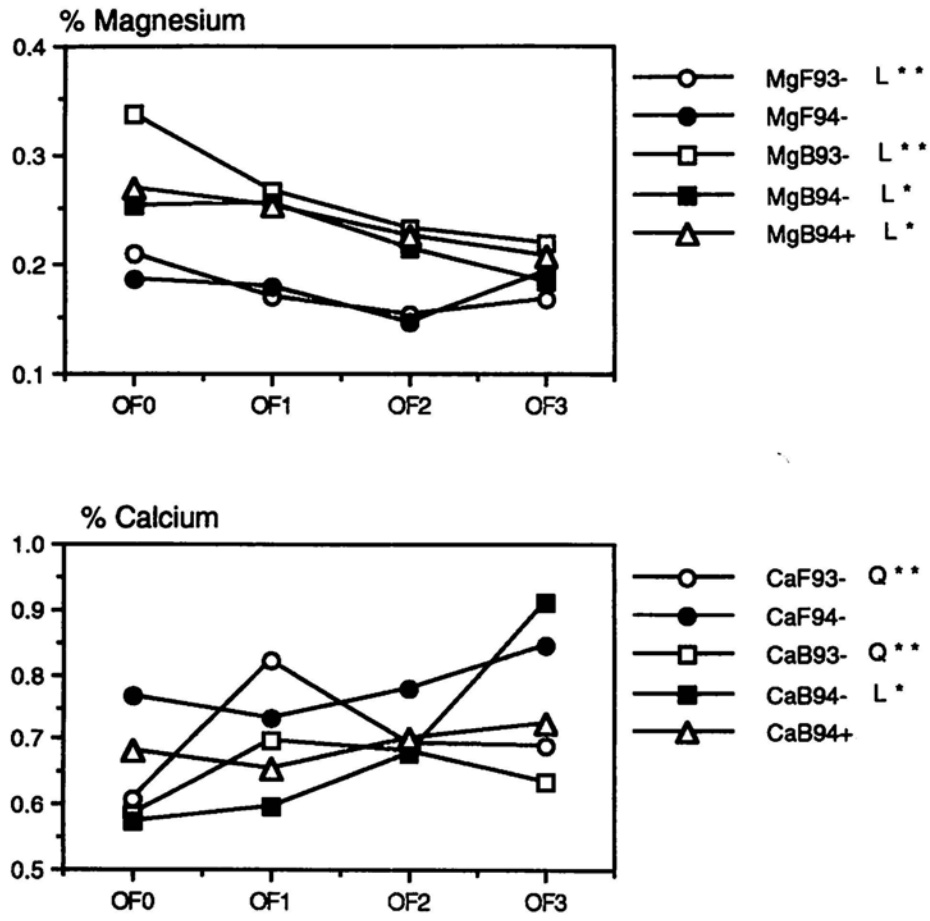 % Magnesium
0.4
0.3
0.2
0.1
OF0 OF1 OF2 OF3
MgF93- L **
MgF94-
MgB93- L **
MgB94- L *
MgB94+ L *
% Calcium
1.0
0.9
0.8
0.7
0.6
0.5
OF0 OF1 OF2 OF3
CaF93- Q **
CaF94-
CaB93- Q **
CaB94- L *
CaB94+